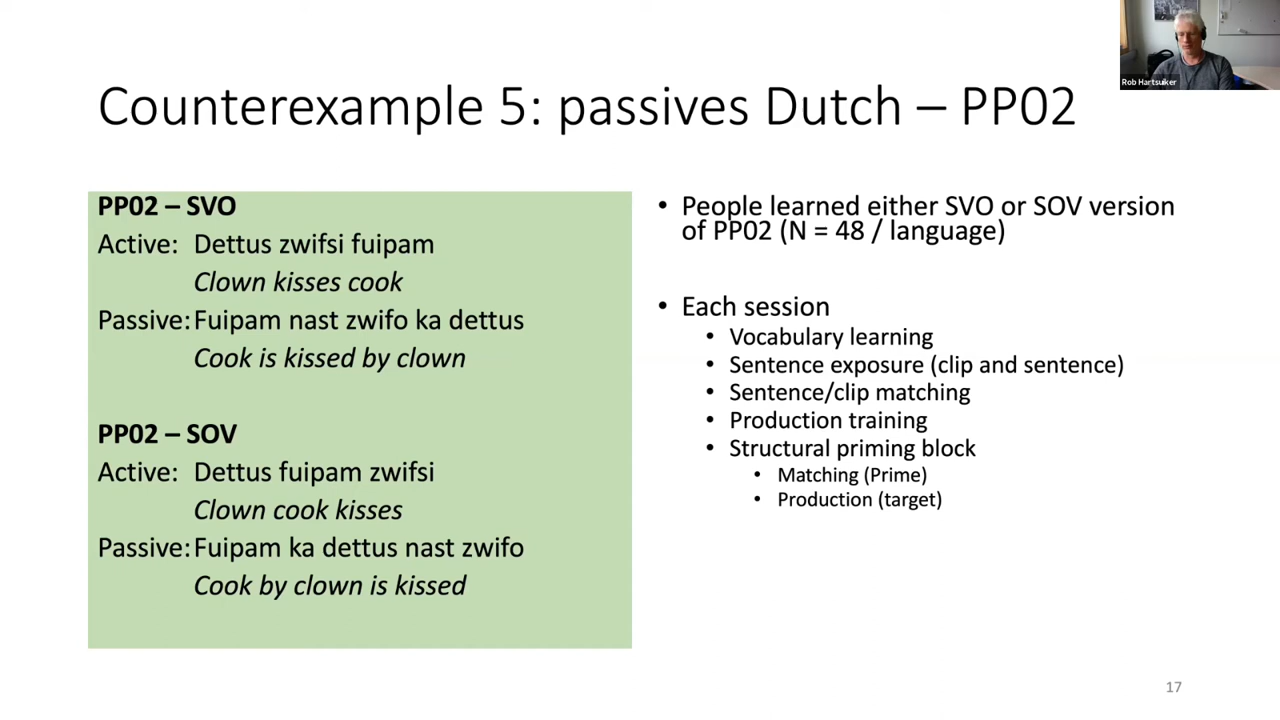 Rob Hartsuiker
Counterexample 5: passives Dutch – PP02
PP02 – SVO
Active: Dettus zwifsi fuipam
Clown kisses cook
Passive: Fuipam nast zwifo ka dettus
Cook is kissed by clown
PP02 – SOV
Active: Dettus fuipam zwifsi
Clown cook kisses
Passive: Fuipam ka dettus nast zwifo
Cook by clown is kissed
• People learned either SVO or SOV version
of PP02 (N = 48 / language)
• Each session
• Vocabulary learning
• Sentence exposure (clip and sentence)
• Sentence/clip matching
• Production training
• Structural priming block
• Matching (Prime)
• Production (target)
17